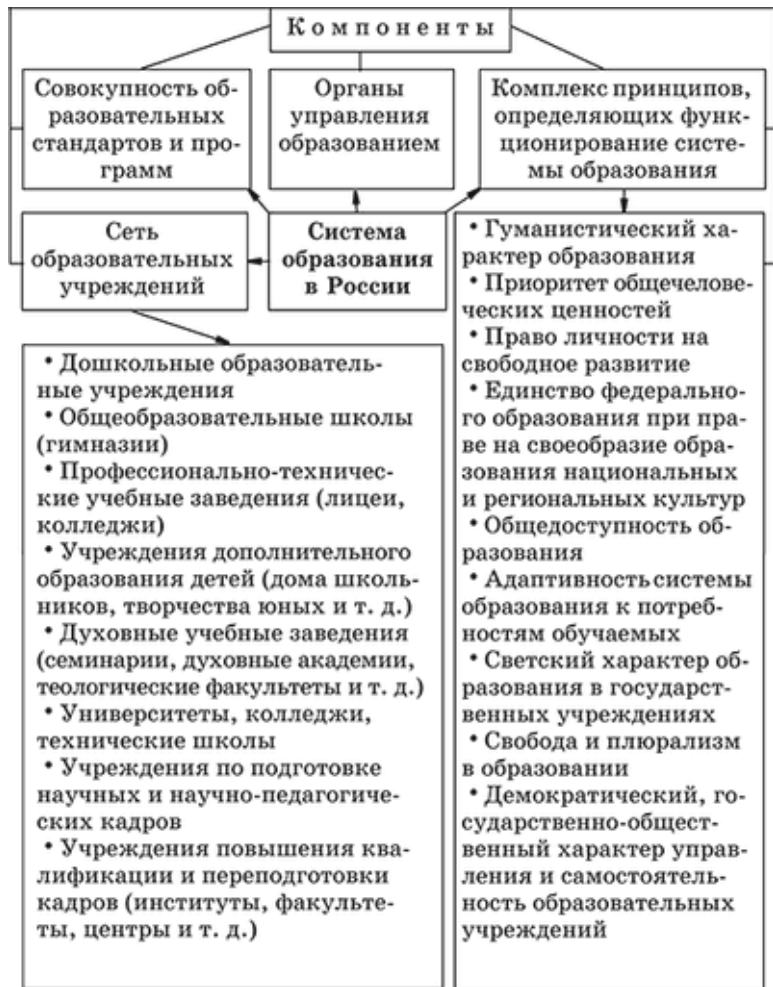 Компоненты
Совокупность об-
разовательных
стандартов и про-
грамм
Органы
управления
образованием
Комплекс принципов,
определяющих функ-
ционирование систе-
мы образования
Сеть
образовательных
учреждений
Система
образования
в России
• Дошкольные образователь-
ные учреждения
• Общеобразовательные школы
(гимназии)
• Профессионально-техничес-
кие учебные заведения (лицеи,
колледжи)
• Учреждения дополнительного
образования детей (дома школь-
ников, творчества юных и т. д.)
• Духовные учебные заведения
(семинарии, духовные академии,
теологические факультеты и т. д.)
• Университеты, колледжи,
технические школы
• Учреждения по подготовке
научных и научно-педагогиче-
ских кадров
• Учреждения повышения ква-
лификации и переподготовки
кадров (институты, факульте-
ты, центры и т. д.)
• Гуманистический ха-
рактер образования
• Приоритет общечелове-
ческих ценностей
• Право личности на
свободное развитие
• Единство федерально-
го образования при пра-
ве на своеобразие обра-
зования национальных
и региональных культур
• Общедоступность об-
разования
• Адаптивность системы
образования к потреб-
ностям обучаемых
• Светский характер об-
разования в государст-
венных учреждениях
• Свобода и плюрализм
в образовании
• Демократический, го-
сударственно-общест-
венный характер управ-
ления и самостоятель-
ность образовательных
учреждений